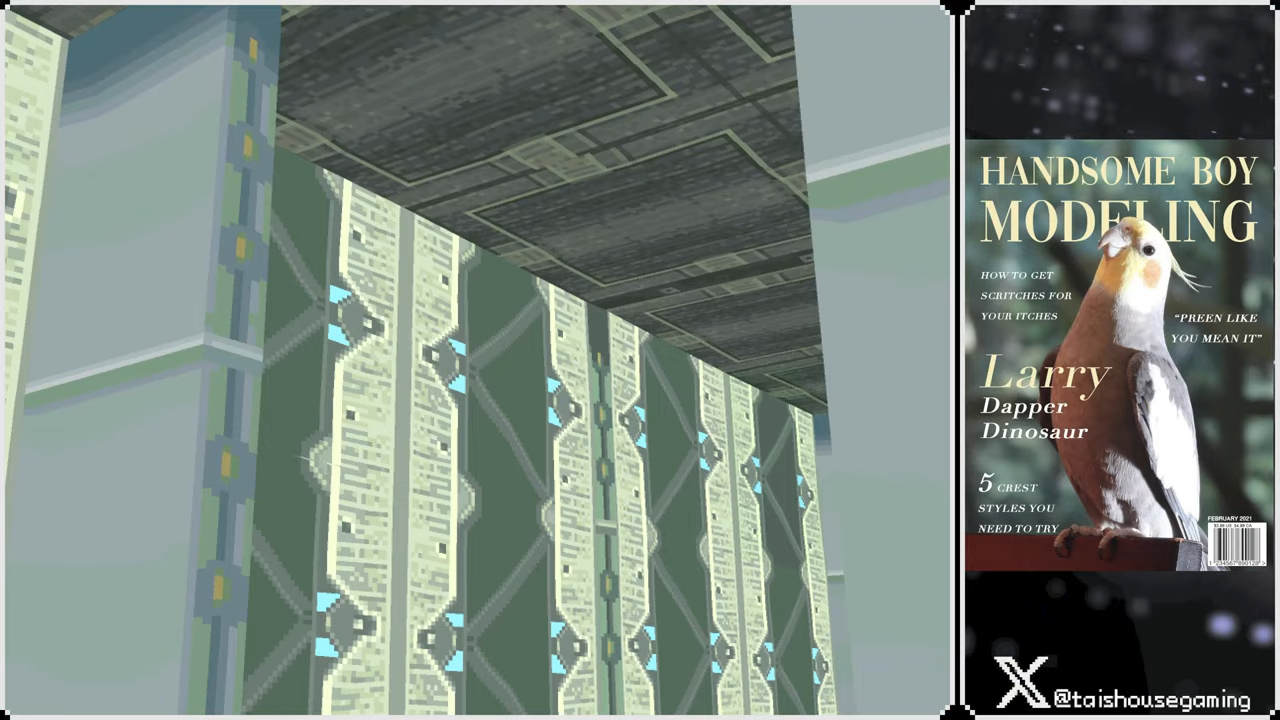 HANDSOME BOY
MODELING
HOW TO GET
SCRITCHES FOR
YOUR ITCHES
"PREEN LIKE
YOU MEAN IT"
Larry
Dapper
Dinosaur
5 CREST
STYLES YOU
NEED TO TRY
FEBRUARY 2021
X @taishousegaming